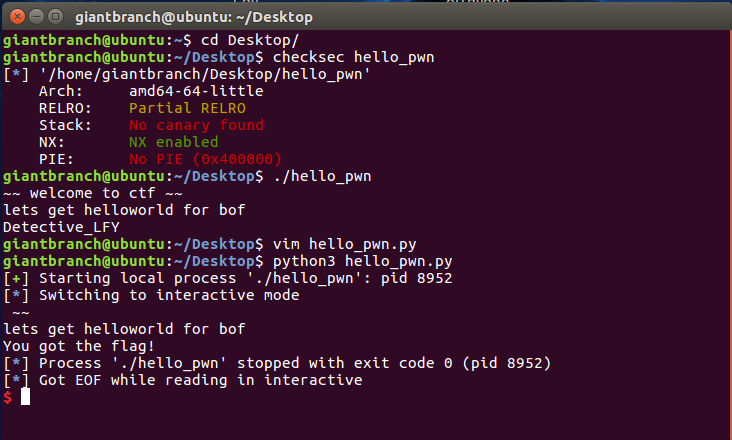 giantbranch@ubuntu: ~/Desktop
giantbranch@ubuntu:~$ cd Desktop/
giantbranch@ubuntu:~/Desktop$ checksec hello_pwn
[*] '/home/giantbranch/Desktop/hello_pwn'
    Arch:     amd64-64-little
    RELRO:    Partial RELRO
    Stack:    No canary found
    NX:       NX enabled
    PIE:      No PIE (0x400000)
giantbranch@ubuntu:~/Desktop$ ./hello_pwn
~~ welcome to ctf ~~
lets get helloworld for bof
Detective_LFY
giantbranch@ubuntu:~/Desktop$ vim hello_pwn.py
giantbranch@ubuntu:~/Desktop$ python3 hello_pwn.py
[+] Starting local process './hello_pwn': pid 8952
[*] Switching to interactive mode
 ~~
lets get helloworld for bof
You got the flag!
[*] Process './hello_pwn' stopped with exit code 0 (pid 8952)
[*] Got EOF while reading in interactive
$